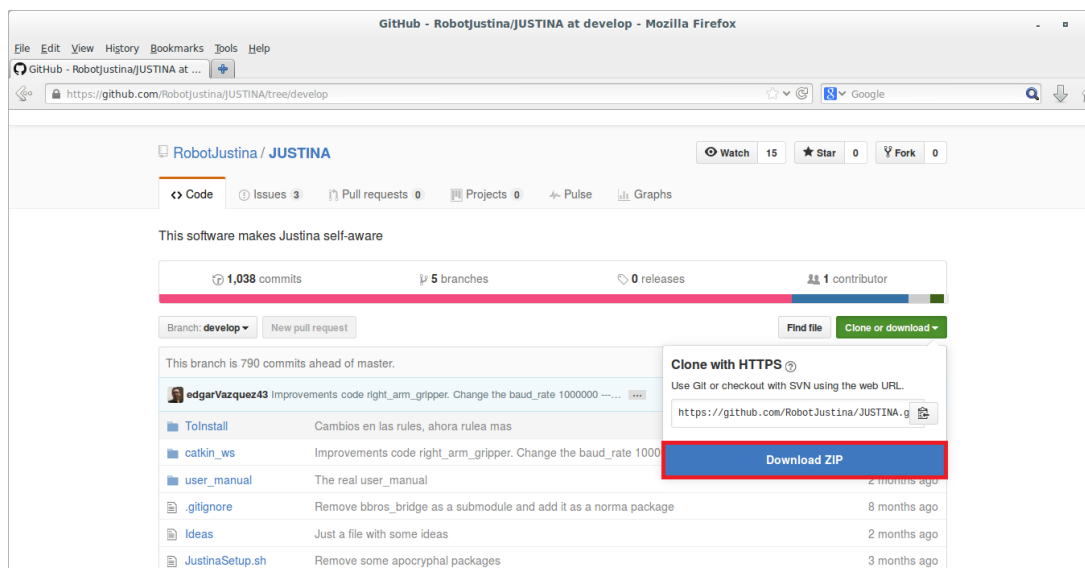 GitHub - RobotJustina/JUSTINA at develop - Mozilla Firefox
File Edit View History Bookmarks Tools Help
GitHub - RobotJustina/JUSTINA at ...
https://github.com/RobotJustina/JUSTINA/tree/develop
Google
RobotJustina / JUSTINA
Watch 15 Star 0 Fork 0
Code Issues 3 Pull requests 0 Projects 0 Pulse Graphs
This software makes Justina self-aware
1,038 commits 5 branches 0 releases 1 contributor
Branch: develop New pull request Find file Clone or download
This branch is 790 commits ahead of master.
Clone with HTTPS
Use Git or checkout with SVN using the web URL.
edgarVazquez43 Improvements code right_arm_gripper. Change the baud_rate 1000000 ---... ...
https://github.com/RobotJustina/JUSTINA.g
ToInstall Cambios en las rules, ahora rulea mas
catkin_ws Improvements code right_arm_gripper. Change the baud_rate 1000
Download ZIP
user_manual The real user_manual 2 months ago
.gitignore Remove bbros_bridge as a submodule and add it as a norma package 8 months ago
Ideas Just a file with some ideas 2 months ago
JustinaSetup.sh Remove some apocryphal packages 3 months ago